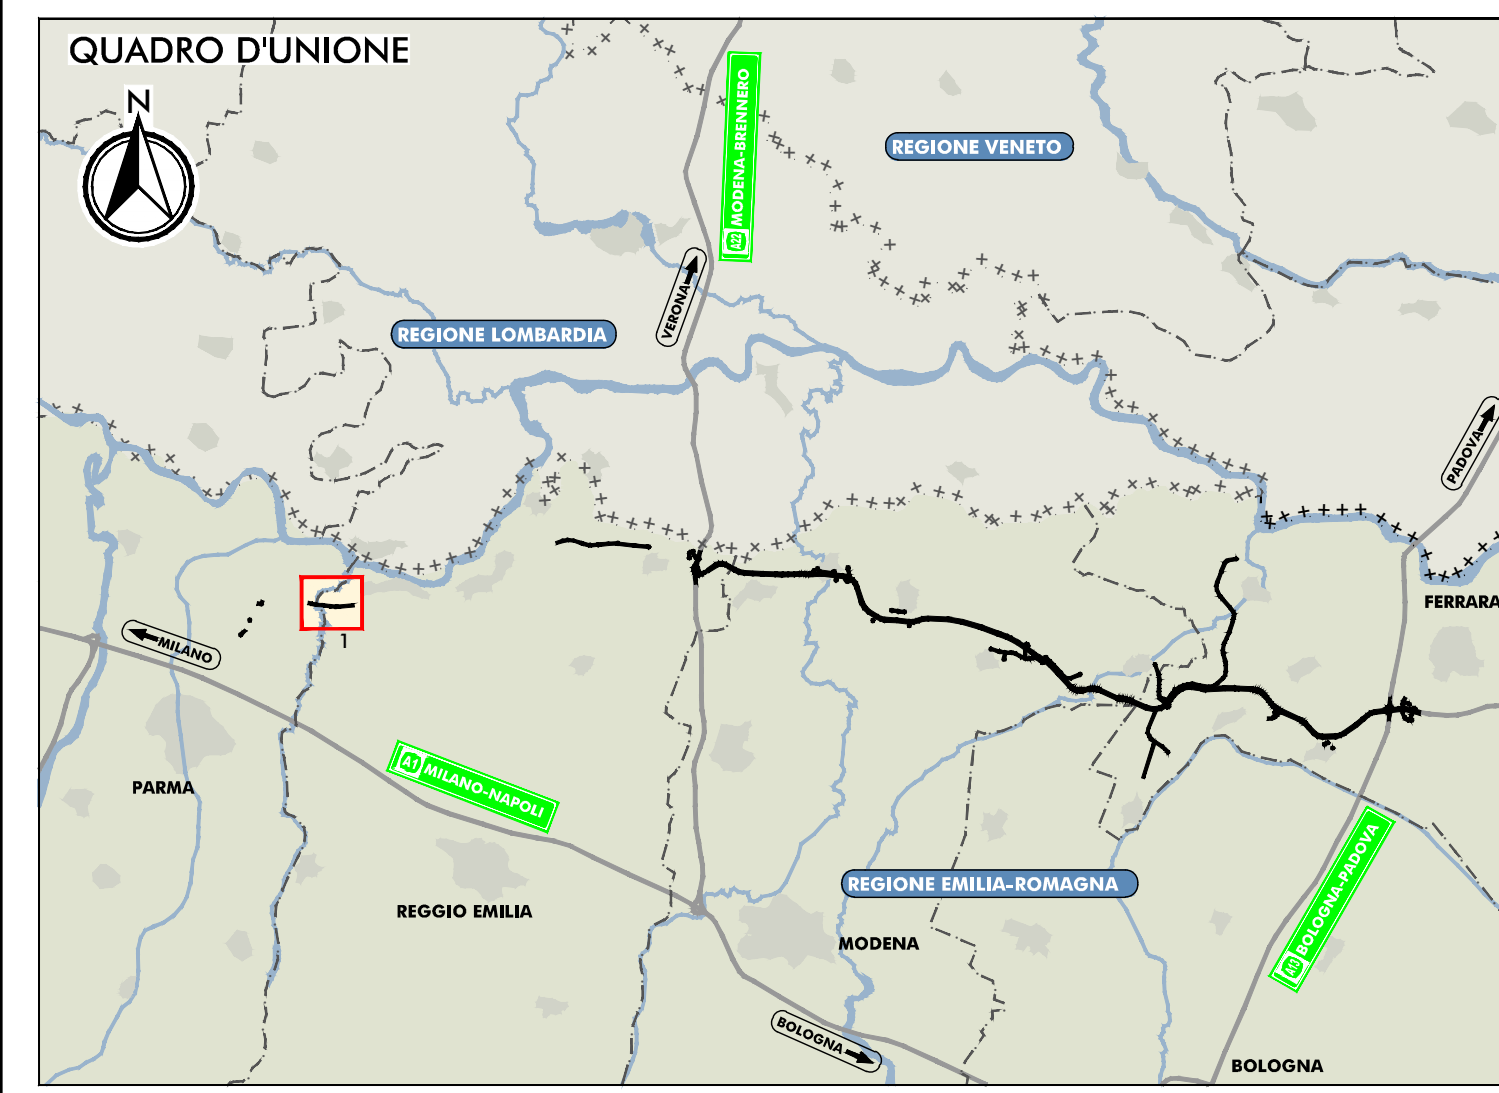 QUADRO D'UNIONE
N
A22 MODENA-BRENNERO
REGIONE VENETO
VERONA
REGIONE LOMBARDIA
PADOVA
FERRARA
1
MILANO
PARMA
A1 MILANO-NAPOLI
REGGIO EMILIA
REGIONE EMILIA-ROMAGNA
MODENA
A13 BOLOGNA-PADOVA
BOLOGNA
BOLOGNA